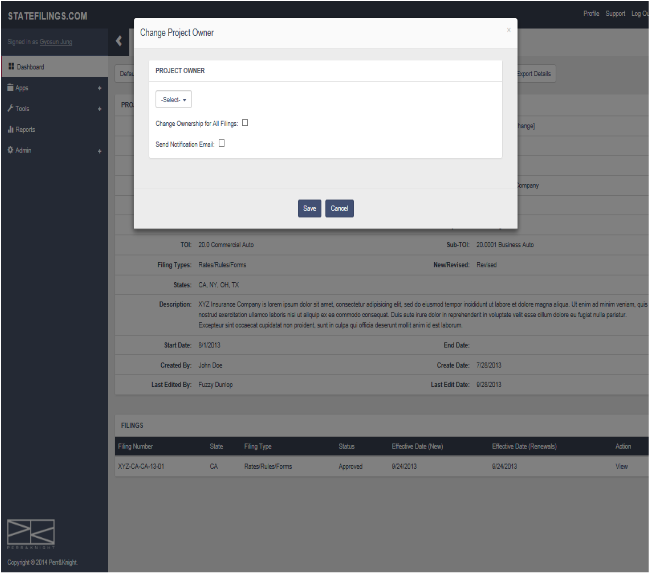 STATEFILINGS.COM
Profile Support Log Ou
Signed in as Gyasun Jung
Dashboard
Apps +
Tools +
Reports
Admin +
Change Project Owner ×
PROJECT OWNER
-Select-
Change Ownership for All Filings:
Send Notification Email:
Save Cancel
Defau
Export Details
PRO
hange]
Company
TOI: 20.0 Commercial Auto Sub-TOI: 20.0001 Business Auto
Filing Types: Rates/Rules/Forms New/Revised: Revised
States: CA, NY, OH, TX
Description: XYZ Insurance Company is lorem ipsum dolor sit amet, consectetur adipisicing elit, sed do eiusmod tempor incididunt ut labore et dolore magna aliqua. Ut enim ad minim veniam, quis
nostrud exercitation ullamco laboris nisi ut aliquip ex ea commodo consequat. Duis aute irure dolor in reprehenderit in voluptate velit esse cillum dolore eu fugiat nulla pariatur.
Excepteur sint occaecat cupidatat non proident, sunt in culpa qui officia deserunt mollit anim id est laborum.
Start Date: 8/1/2013 End Date:
Created By: John Doe Create Date: 7/28/2013
Last Edited By: Fuzzy Dunlop Last Edit Date: 9/28/2013
FILINGS
Filing Number State Filing Type Status Effective Date (New) Effective Date (Renewals) Action
XYZ-CA-CA-13-01 CA Rates/Rules/Forms Approved 9/24/2013 9/24/2013 View
PERR&KNIGHT
Copyright © 2014 Perr&Knight